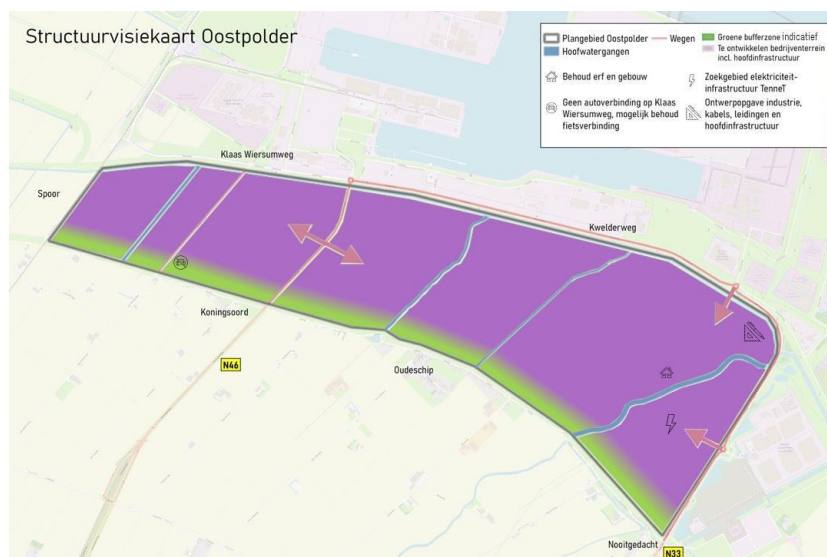 Structuurvisiekaart Oostpolder
Plangebied Oostpolder
Wegen
Groene bufferzone indicatief
Hoofwatergangen
Te ontwikkelen bedrijventerrein
incl. hoofdinfrastructuur
Behoud erf en gebouw
Zoekgebied elektriciteit-
infrastructuur TenneT
Geen autoverbinding op Klaas
Wiersumweg, mogelijk behoud
fietsverbinding
Ontwerpopgave industrie,
kabels, leidingen en
hoofdinfrastructuur
Klaas Wiersumweg
Spoor
Kwelderweg
Koningsoord
N46
Oudeschip
Nooitgedacht
N33